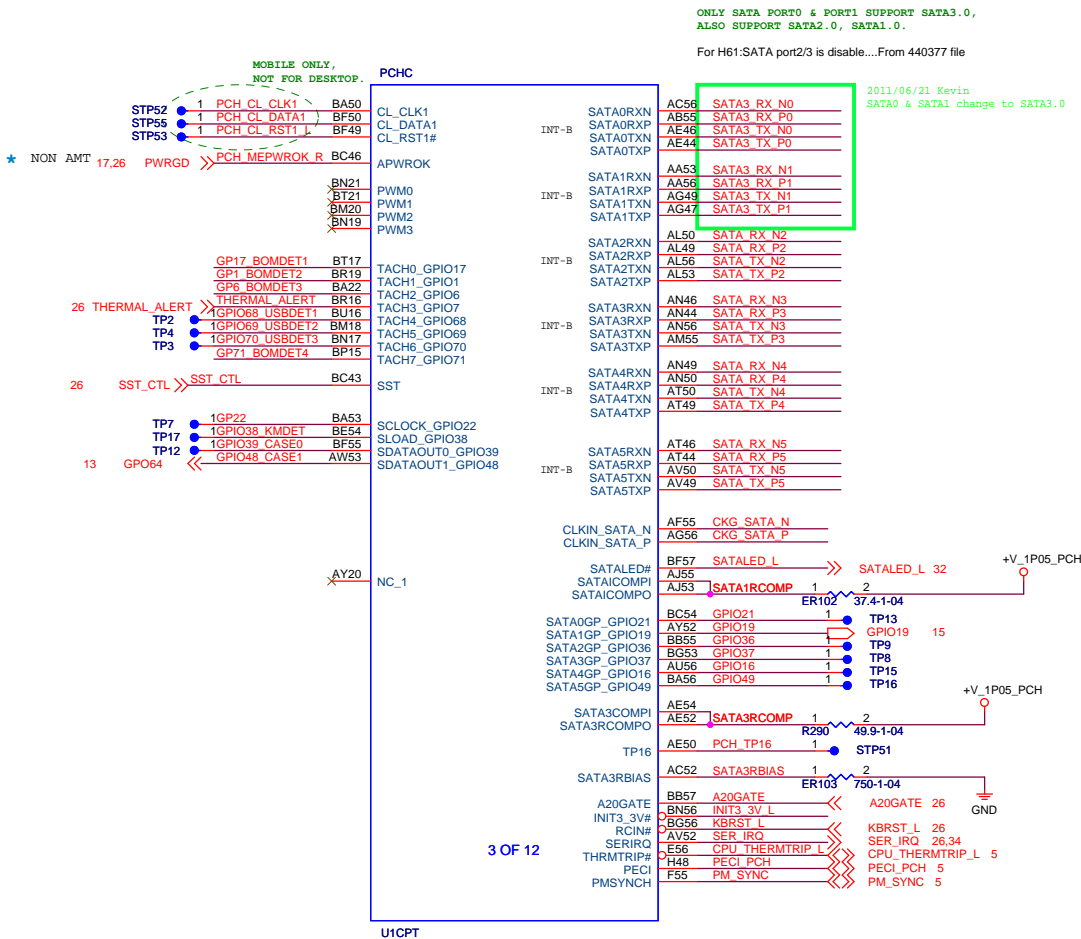 ONLY SATA PORT0 & PORT1 SUPPORT SATA3.0,
ALSO SUPPORT SATA2.0, SATA1.0.
For H61:SATA port2/3 is disable....From 440377 file
MOBILE ONLY,
NOT FOR DESKTOP.
PCHC
2011/06/21 Kevin
SATA0 & SATA1 change to SATA3.0
STP52 1 PCH_CL_CLK1 BA50 CL_CLK1
STP55 1 PCH_CL_DATA1 BF50 CL_DATA1
STP53 1 PCH_CL_RST1_L BF49 CL_RST1#
* NON AMT 17,26 PWRGD PCH_MEPWROK_R BC46 APWROK
BN21 PWM0
BT21 PWM1
BM20 PWM2
BN19 PWM3
GP17_BOMDET1 BT17 TACH0_GPIO17
GP1_BOMDET2 BR19 TACH1_GPIO1
GP6_BOMDET3 BA22 TACH2_GPIO6
26 THERMAL_ALERT THERMAL_ALERT BR16 TACH3_GPIO7
TP2 1 GPIO68_USBDET1 BU16 TACH4_GPIO68
TP4 1 GPIO69_USBDET2 BM18 TACH5_GPIO69
TP3 1 GPIO70_USBDET3 BN17 TACH6_GPIO70
GP71_BOMDET4 BP15 TACH7_GPIO71
26 SST_CTL SST_CTL BC43 SST
TP7 1 GP22 BA53 SCLOCK_GPIO22
TP17 1 GPIO38_KMDET BE54 SLOAD_GPIO38
TP12 1 GPIO39_CASE0 BF55 SDATAOUT0_GPIO39
13 GPO64 GPIO48_CASE1 AW53 SDATAOUT1_GPIO48
AY20 NC_1
SATA0RXN AC56 SATA3_RX_N0
SATA0RXP AB55 SATA3_RX_P0
INT-B
SATA0TXN AE46 SATA3_TX_N0
SATA0TXP AE44 SATA3_TX_P0
SATA1RXN AA53 SATA3_RX_N1
SATA1RXP AA56 SATA3_RX_P1
INT-B
SATA1TXN AG49 SATA3_TX_N1
SATA1TXP AG47 SATA3_TX_P1
SATA2RXN AL50 SATA_RX_N2
SATA2RXP AL49 SATA_RX_P2
INT-B
SATA2TXN AL56 SATA_TX_N2
SATA2TXP AL53 SATA_TX_P2
SATA3RXN AN46 SATA_RX_N3
SATA3RXP AN44 SATA_RX_P3
INT-B
SATA3TXN AN56 SATA_TX_N3
SATA3TXP AM55 SATA_TX_P3
SATA4RXN AN49 SATA_RX_N4
SATA4RXP AN50 SATA_RX_P4
INT-B
SATA4TXN AT50 SATA_TX_N4
SATA4TXP AT49 SATA_TX_P4
SATA5RXN AT46 SATA_RX_N5
SATA5RXP AT44 SATA_RX_P5
INT-B
SATA5TXN AV50 SATA_TX_N5
SATA5TXP AV49 SATA_TX_P5
CLKIN_SATA_N AF55 CKG_SATA_N
CLKIN_SATA_P AG56 CKG_SATA_P
SATALED# BF57 SATALED_L SATALED_L 32
SATAICOMPI AJ55
SATAICOMPO AJ53 SATA1RCOMP 1 2
ER102 37.4-1-04
+V_1P05_PCH
SATA0GP_GPIO21 BC54 GPIO21 1 TP13
SATA1GP_GPIO19 AY52 GPIO19 GPIO19 15
SATA2GP_GPIO36 BB55 GPIO36 1 TP9
SATA3GP_GPIO37 BG53 GPIO37 1 TP8
SATA4GP_GPIO16 AU56 GPIO16 1 TP15
SATA5GP_GPIO49 BA56 GPIO49 1 TP16
+V_1P05_PCH
SATA3COMPI AE54
SATA3RCOMPO AE52 SATA3RCOMP 1 2
R290 49.9-1-04
TP16 AE50 PCH_TP16 1 STP51
SATA3RBIAS AC52 SATA3RBIAS 1 2
ER103 750-1-04
GND
A20GATE BB57 A20GATE A20GATE 26
INIT3_3V# BN56 INIT3_3V_L
RCIN# BG56 KBRST_L KBRST_L 26
SERIRQ AV52 SER_IRQ SER_IRQ 26,34
THRMTRIP# E56 CPU_THERMTRIP_L CPU_THERMTRIP_L 5
PECI H48 PECI_PCH PECI_PCH 5
PMSYNCH F55 PM_SYNC PM_SYNC 5
3 OF 12
U1CPT